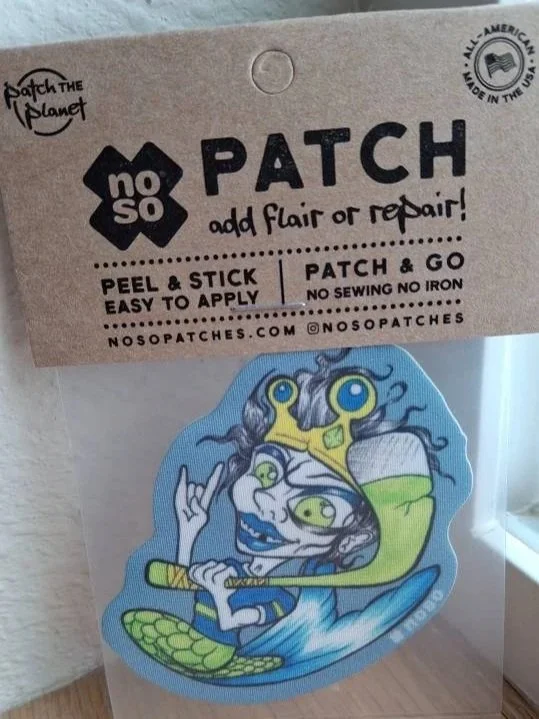 patch THE planet
ALL-AMERICAN
MADE IN THE USA
no so
PATCH
add flair or repair!
PEEL & STICK
EASY TO APPLY
PATCH & GO
NO SEWING NO IRON
NOSOPATCHES.COM @NOSOPATCHES